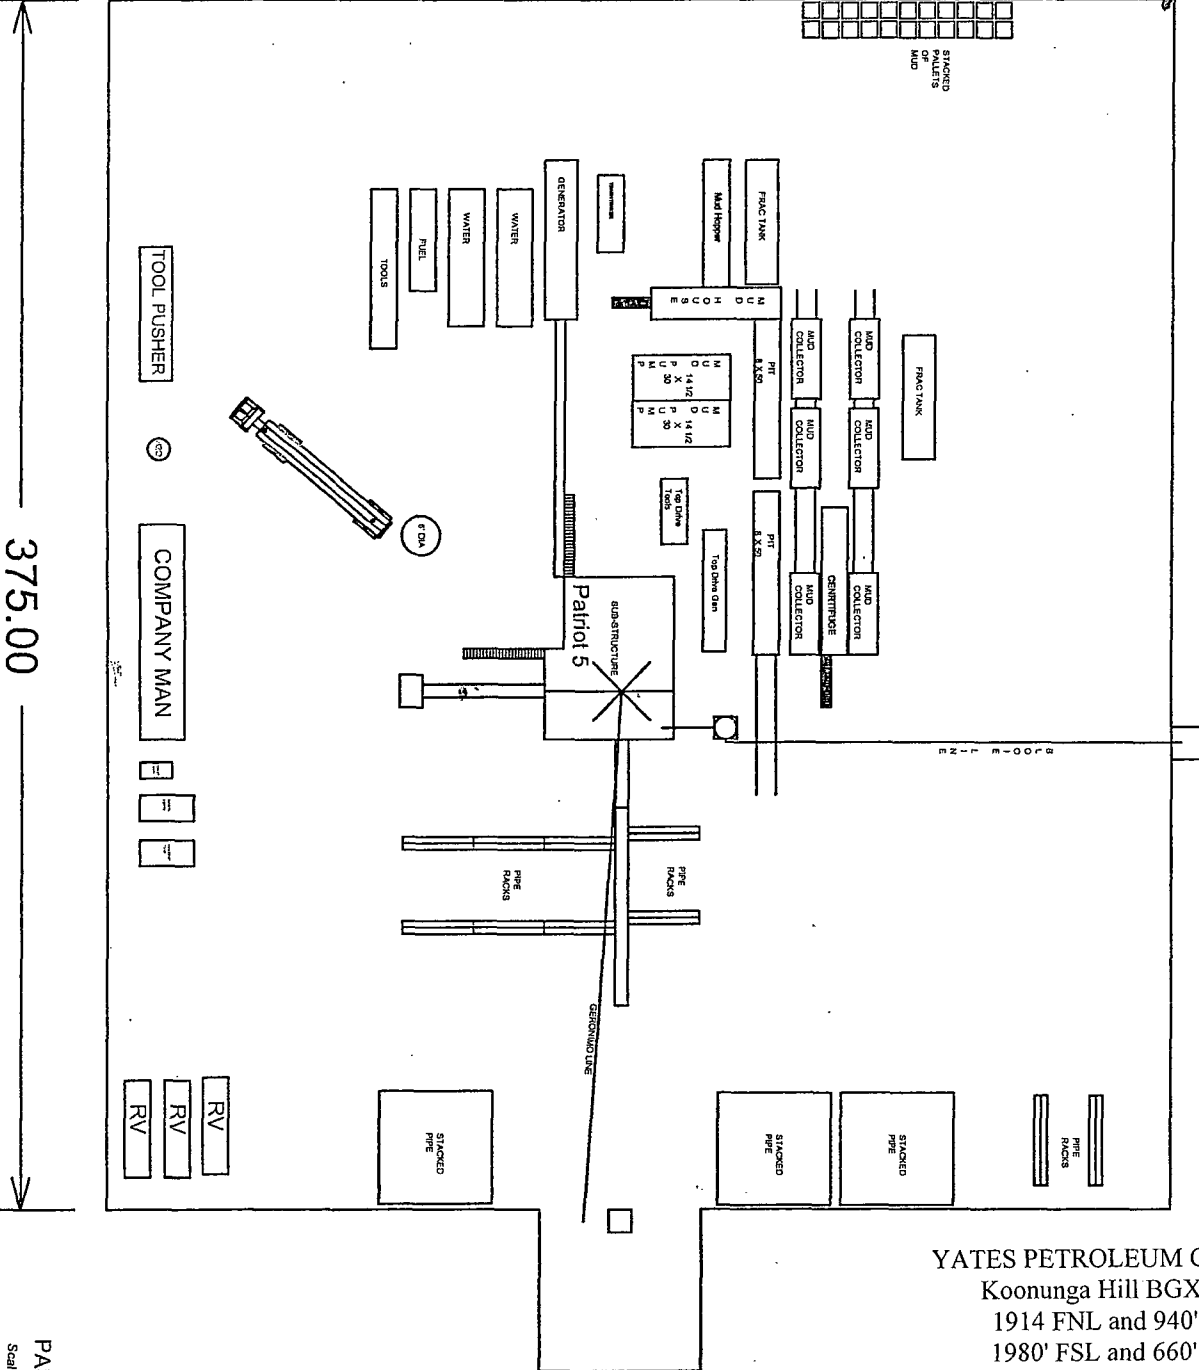 STACKED
PALLETS
OF
MUD
FRAC TANK
Mud Hopper
GENERATOR
WATER
WATER
FUEL
TOOLS
TOOL PUSHER
MUD HOUSE
PIT
8 X 50
MUD
COLLECTOR
MUD
COLLECTOR
FRAC TANK
MUD PUMP
14 1/2
X
30
MUD PUMP
14 1/2
X
30
MUD
COLLECTOR
MUD
COLLECTOR
Top Drive
Tools
Top Drive Gen
PIT
8 X 50
MUD
COLLECTOR
CENRTIFUGE
MUD
COLLECTOR
6' DIA
COMPANY MAN
375.00
Patriot 5
SUB-STRUCTURE
BLOOIE LINE
PIPE
RACKS
PIPE
RACKS
GERONIMO LINE
RV
RV
RV
STACKED
PIPE
STACKED
PIPE
STACKED
PIPE
PIPE
RACKS
YATES PETROLEUM C
Koonunga Hill BGX
1914 FNL and 940'
1980' FSL and 660'
PA
Scal